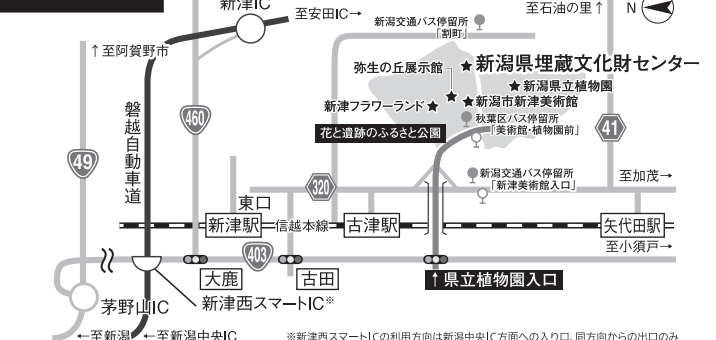 新津IC
至安田IC→
新潟交通バス停留所
「割町」
至石油の里↑
N
↑至阿賀野市
弥生の丘展示館
★新潟県埋蔵文化財センター
★新潟県立植物園
★新潟市新津美術館
新津フラワーランド★
花と遺跡のふるさと公園
秋葉区バス停留所
「美術館・植物園前」
磐越自動車道
460
49
41
320
新潟交通バス停留所
「新津美術館入口」
至加茂→
東口
新津駅
信越本線
古津駅
矢代田駅
至小須戸→
403
大鹿
古田
↑県立植物園入口
茅野山IC
新津西スマートIC※
←至新潟
←至新潟中央IC
※新津西スマートICの利用方向は新潟中央IC方面への入り口、同方向からの出口のみ